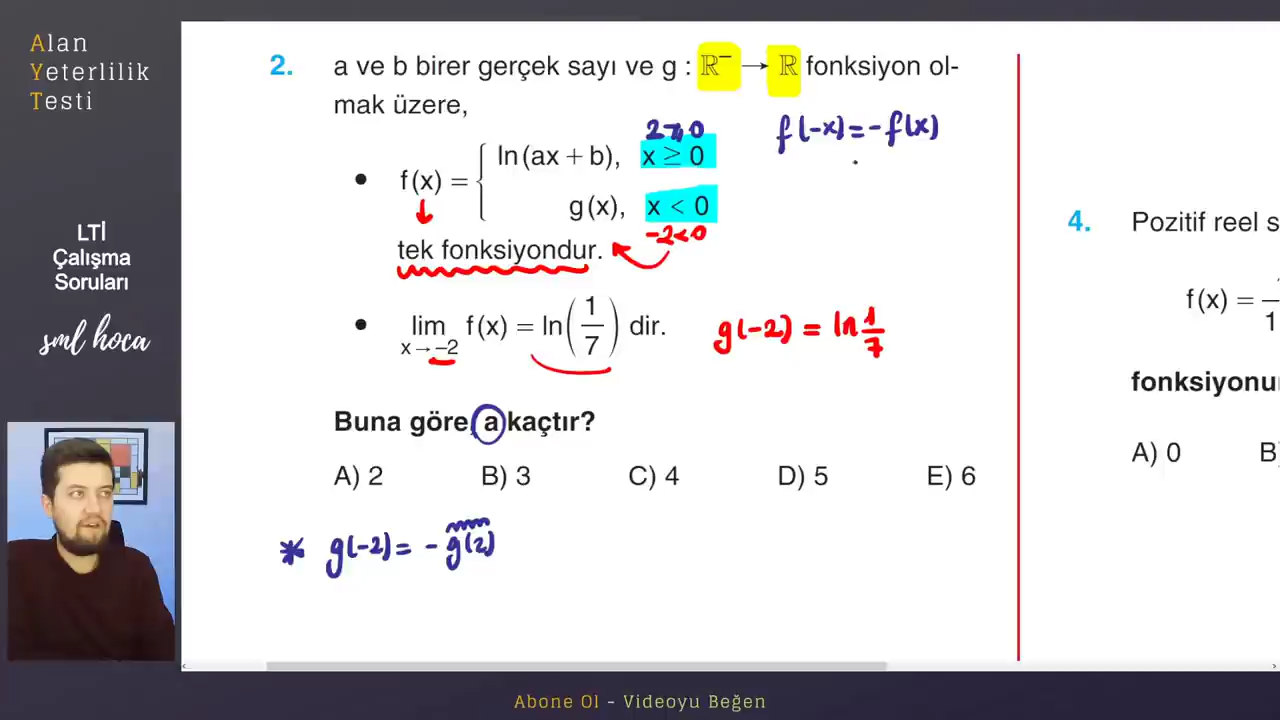 Alan
Yeterlilik
Testi
LTİ
Çalışma
Soruları
sml hoca
2. a ve b birer gerçek sayı ve g : ℝ⁻ → ℝ fonksiyon ol-
mak üzere,
f(-x) = -f(x)
2≥0
• f(x) = { ln(ax + b), x ≥ 0
g(x), x < 0
-2<0
tek fonksiyondur.
• lim x→-2 f(x) = ln(1/7) dir. g(-2) = ln 1/7
Buna göre, a kaçtır?
A) 2 B) 3 C) 4 D) 5 E) 6
* g(-2) = - g(2)
4. Pozitif reel s
f(x) =
1
fonksiyonu
A) 0 B)
Abone Ol - Videoyu Beğen